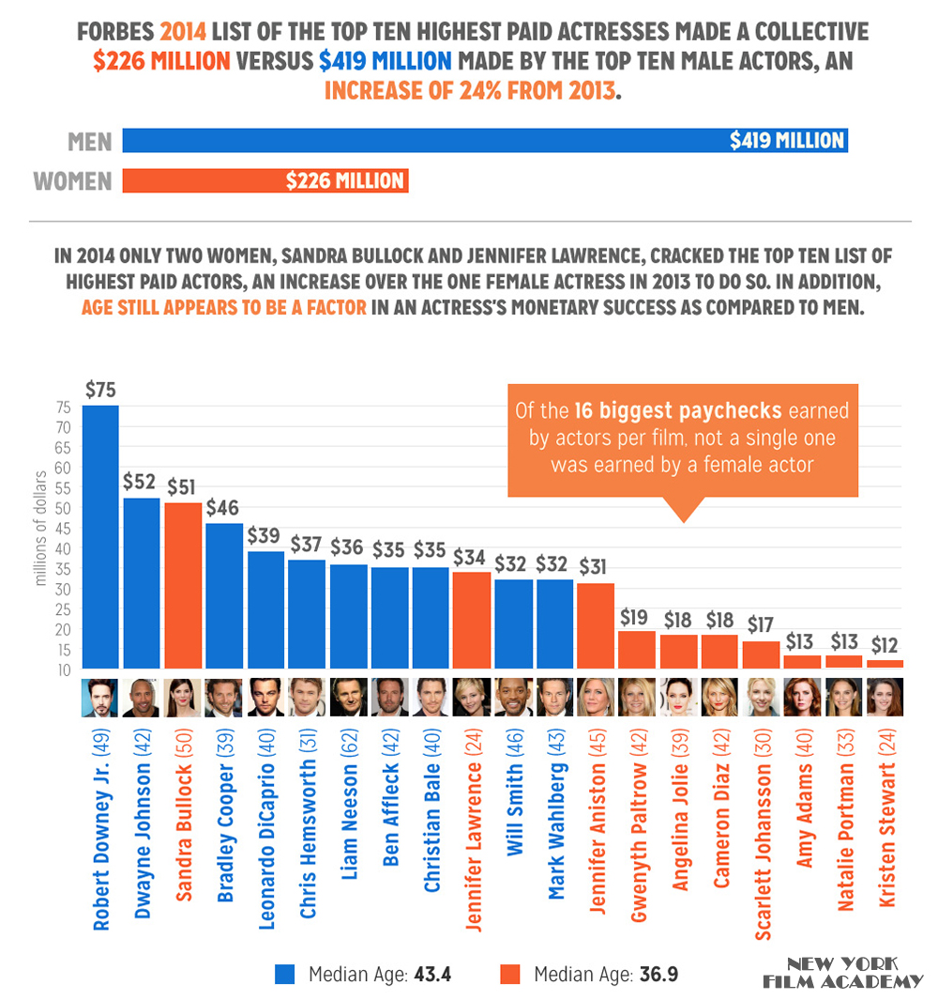 FORBES 2014 LIST OF THE TOP TEN HIGHEST PAID ACTRESSES MADE A COLLECTIVE
$226 MILLION VERSUS $419 MILLION MADE BY THE TOP TEN MALE ACTORS, AN
INCREASE OF 24% FROM 2013.
MEN
$419 MILLION
WOMEN
$226 MILLION
IN 2014 ONLY TWO WOMEN, SANDRA BULLOCK AND JENNIFER LAWRENCE, CRACKED THE TOP TEN LIST OF
HIGHEST PAID ACTORS, AN INCREASE OVER THE ONE FEMALE ACTRESS IN 2013 TO DO SO. IN ADDITION,
AGE STILL APPEARS TO BE A FACTOR IN AN ACTRESS'S MONETARY SUCCESS AS COMPARED TO MEN.
Of the 16 biggest paychecks earned
by actors per film, not a single one
was earned by a female actor
millions of dollars
75
70
65
60
55
50
45
40
35
30
25
20
15
10
$75
$52
$51
$46
$39
$37
$36
$35
$35
$34
$32
$32
$31
$19
$18
$18
$17
$13
$13
$12
Robert Downey Jr. (49)
Dwayne Johnson (42)
Sandra Bullock (50)
Bradley Cooper (39)
Leonardo DiCaprio (40)
Chris Hemsworth (31)
Liam Neeson (62)
Ben Affleck (42)
Christian Bale (40)
Jennifer Lawrence (24)
Will Smith (46)
Mark Wahlberg (43)
Jennifer Aniston (45)
Gwenyth Paltrow (42)
Angelina Jolie (39)
Cameron Diaz (42)
Scarlett Johansson (30)
Amy Adams (40)
Natalie Portman (33)
Kristen Stewart (24)
Median Age: 43.4
Median Age: 36.9
NEW YORK
FILM ACADEMY